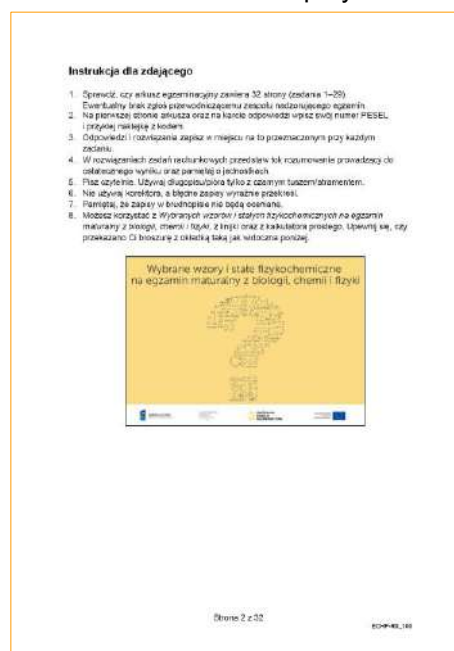 Instrukcja dla zdającego
1. Sprawdź, czy arkusz egzaminacyjny zawiera 32 strony (zadania 1–29).
Ewentualny brak zgłoś przewodniczącemu zespołu nadzorującego egzamin.
2. Na pierwszej stronie arkusza oraz na karcie odpowiedzi wpisz swój numer PESEL
i przyklej naklejkę z kodem.
3. Odpowiedzi i rozwiązania zapisz w miejscu na to przeznaczonym przy każdym
zadaniu.
4. W rozwiązaniach zadań rachunkowych przedstaw tok rozumowania prowadzący do
ostatecznego wyniku oraz pamiętaj o jednostkach.
5. Pisz czytelnie. Używaj długopisu/pióra tylko z czarnym tuszem/atramentem.
6. Nie używaj korektora, a błędne zapisy wyraźnie przekreśl.
7. Pamiętaj, że zapisy w brudnopisie nie będą oceniane.
8. Możesz korzystać z Wybranych wzorów i stałych fizykochemicznych na egzamin
maturalny z biologii, chemii i fizyki, z linijki oraz z kalkulatora prostego. Upewnij się, czy
przekazano Ci broszurę z okładką taką jak widoczna poniżej.
Wybrane wzory i stałe fizykochemiczne
na egzamin maturalny z biologii, chemii i fizyki
Strona 2 z 32